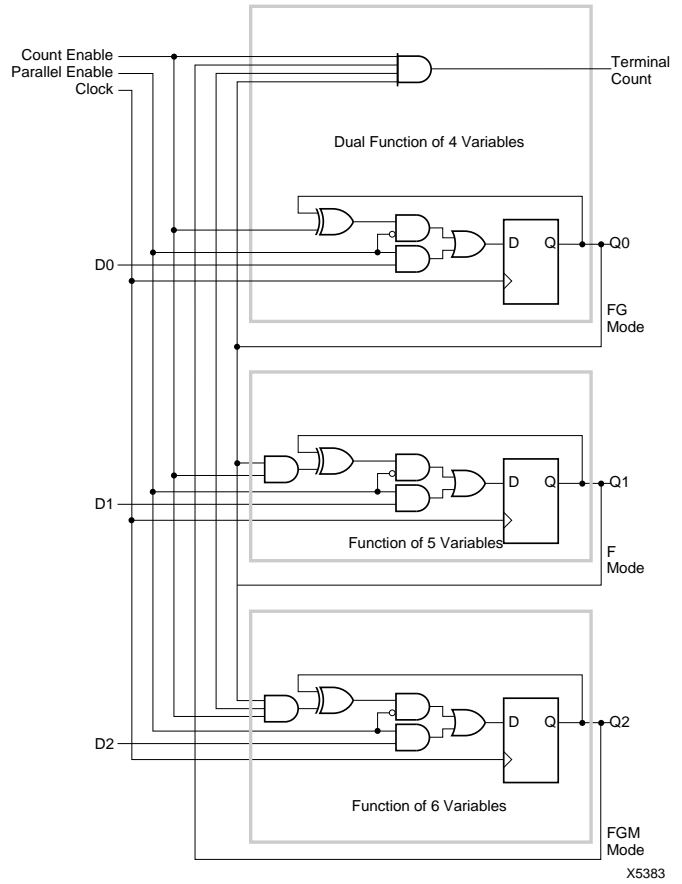 Count Enable
Parallel Enable
Clock
Terminal
Count
Dual Function of 4 Variables
D Q
Q0
D0
FG
Mode
D Q
Q1
D1
Function of 5 Variables
F
Mode
D Q
Q2
D2
Function of 6 Variables
FGM
Mode
X5383